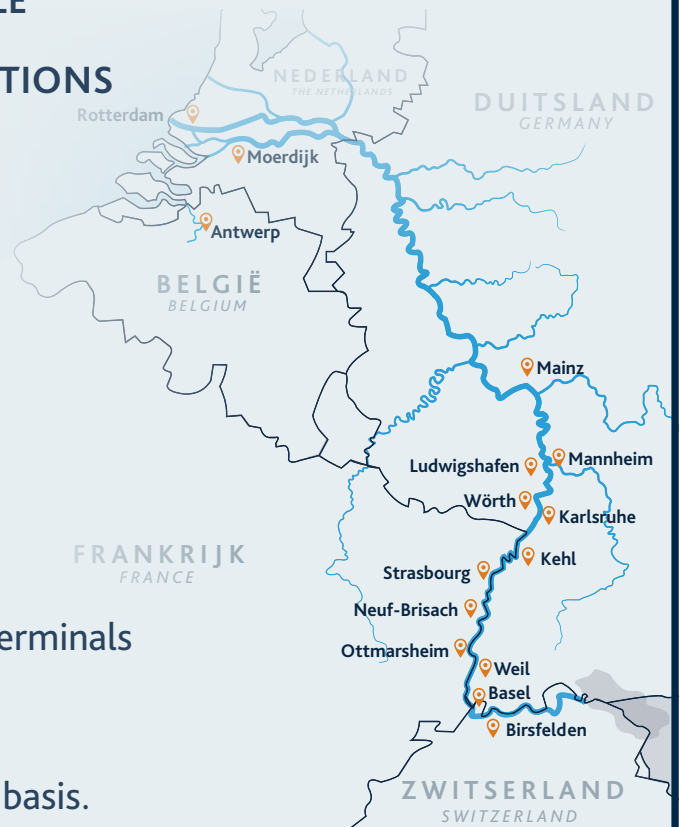 LE
TIONS
NEDERLAND
THE NETHERLANDS
DUITSLAND
GERMANY
Rotterdam
Moerdijk
Antwerp
BELGIË
BELGIUM
Mainz
Mannheim
Ludwigshafen
Wörth
Karlsruhe
FRANKRIJK
FRANCE
Kehl
Strasbourg
Neuf-Brisach
erminals
Ottmarsheim
Weil
Basel
Birsfelden
basis.
ZWITSERLAND
SWITZERLAND